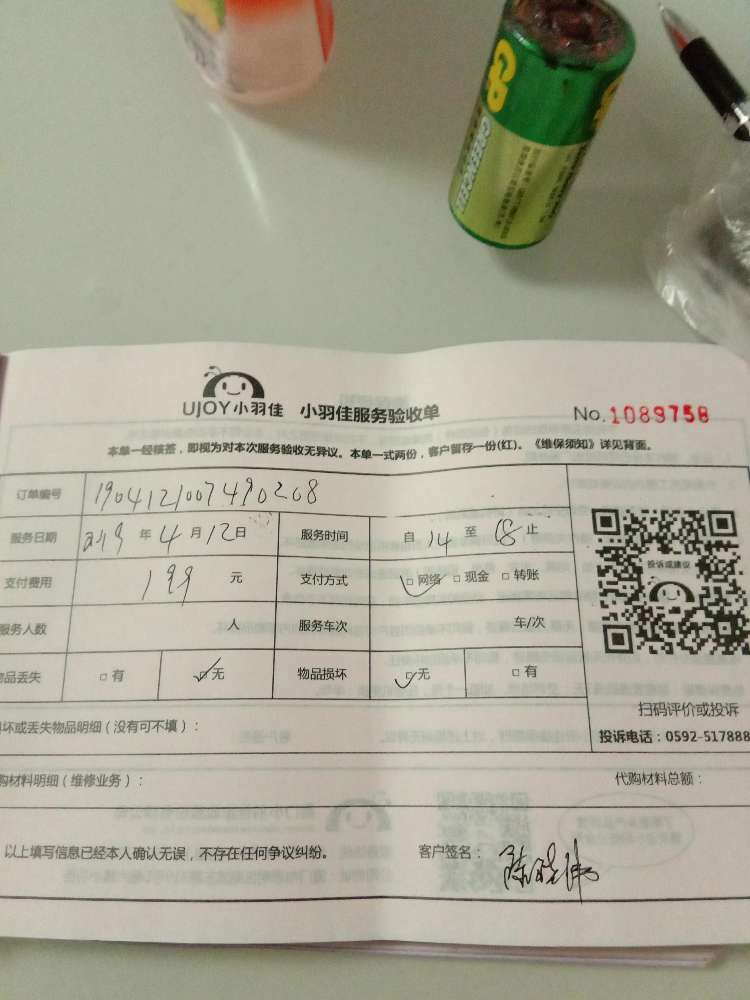 GP
GREENCELL
UJOY小羽佳 小羽佳服务验收单 No.1089758
本单一经核签，即视为对本次服务验收无异议。本单一式两份，客户留存一份(红)。《维保须知》详见背面。
订单编号 1904121007490208
服务日期 2019 年 4 月 12 日 服务时间 自 14 至 18 止
支付费用 199 元 支付方式 □网络 □现金 □转账
投诉或建议
服务人数 人 服务车次 车/次
品丢失 □有 □无 物品损坏 □无 □有
扫码评价或投诉
坏或丢失物品明细（没有可不填）：
投诉电话：0592-517888
购材料明细（维修业务）： 代购材料总额：
以上填写信息已经本人确认无误，不存在任何争议纠纷。 客户签名：